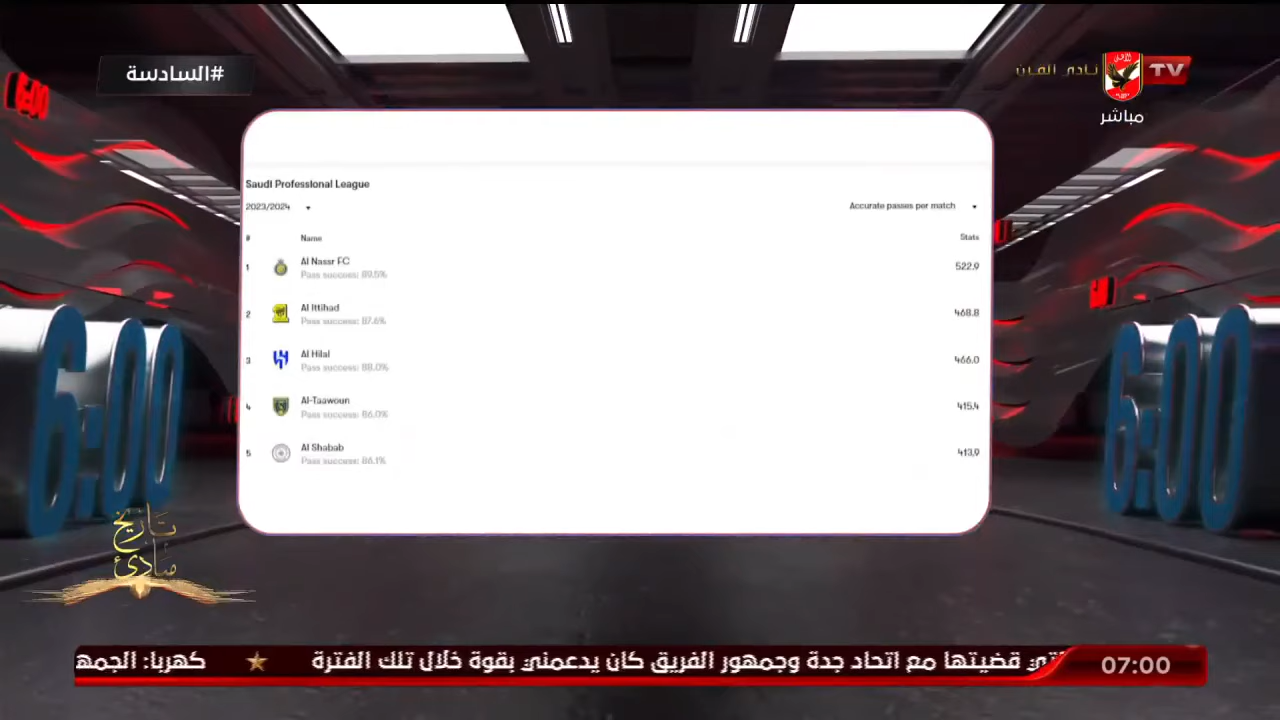 #السادسة
نادي القرن
TV
مباشر
6:00
Saudi Professional League
2023/2024
Accurate passes per match
# Name Stats
1 Al Nassr FC 522.9
Pass success: 89.5%
2 Al Ittihad 468.8
Pass success: 87.6%
3 Al Hilal 466.0
Pass success: 88.0%
4 Al-Taawoun 415.4
Pass success: 86.0%
5 Al Shabab 413.9
Pass success: 86.1%
6:00
6:00
تاريخ
مبادئ
قضيتها مع اتحاد جدة وجمهور الفريق كان يدعمني بقوة خلال تلك الفترة ★ كهربا: الجمه
07:00